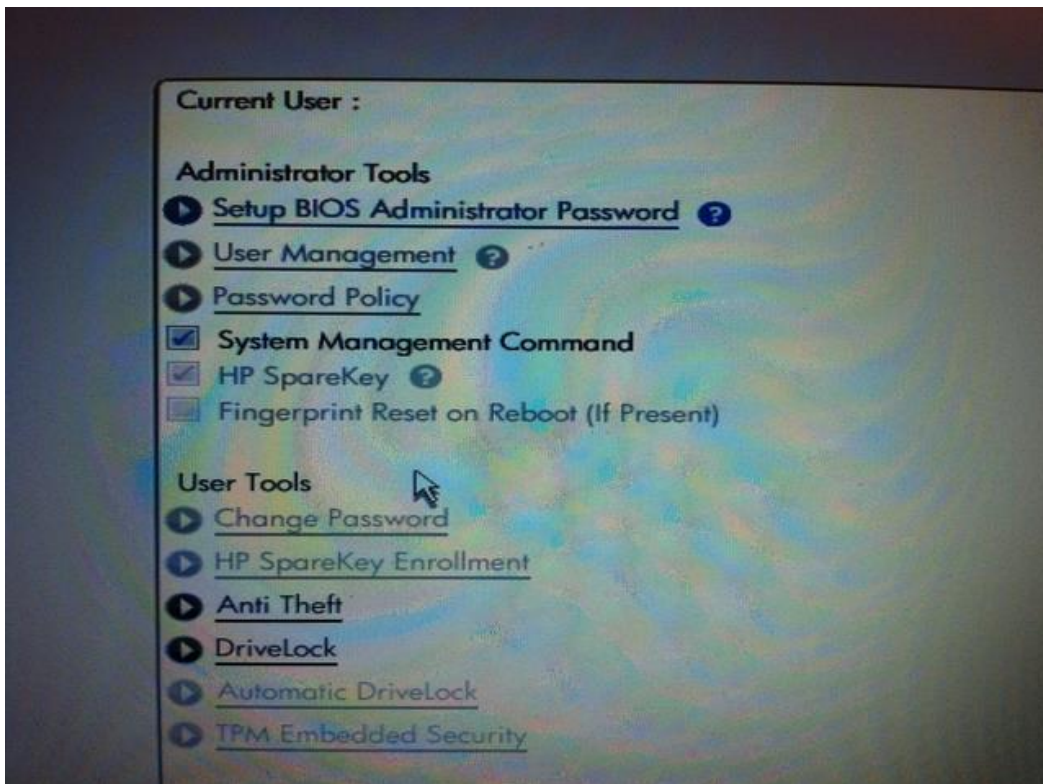 Current User :
Administrator Tools
Setup BIOS Administrator Password ?
User Management ?
Password Policy
System Management Command
HP SpareKey ?
Fingerprint Reset on Reboot (If Present)
User Tools
Change Password
HP SpareKey Enrollment
Anti Theft
DriveLock
Automatic DriveLock
TPM Embedded Security